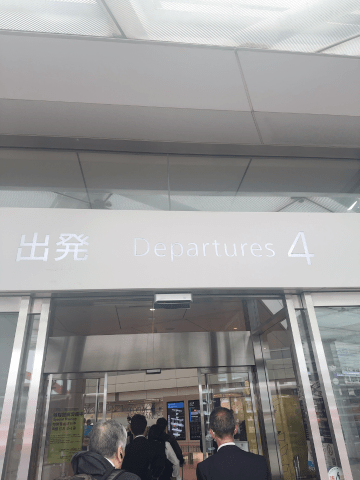 出発 Departures 4